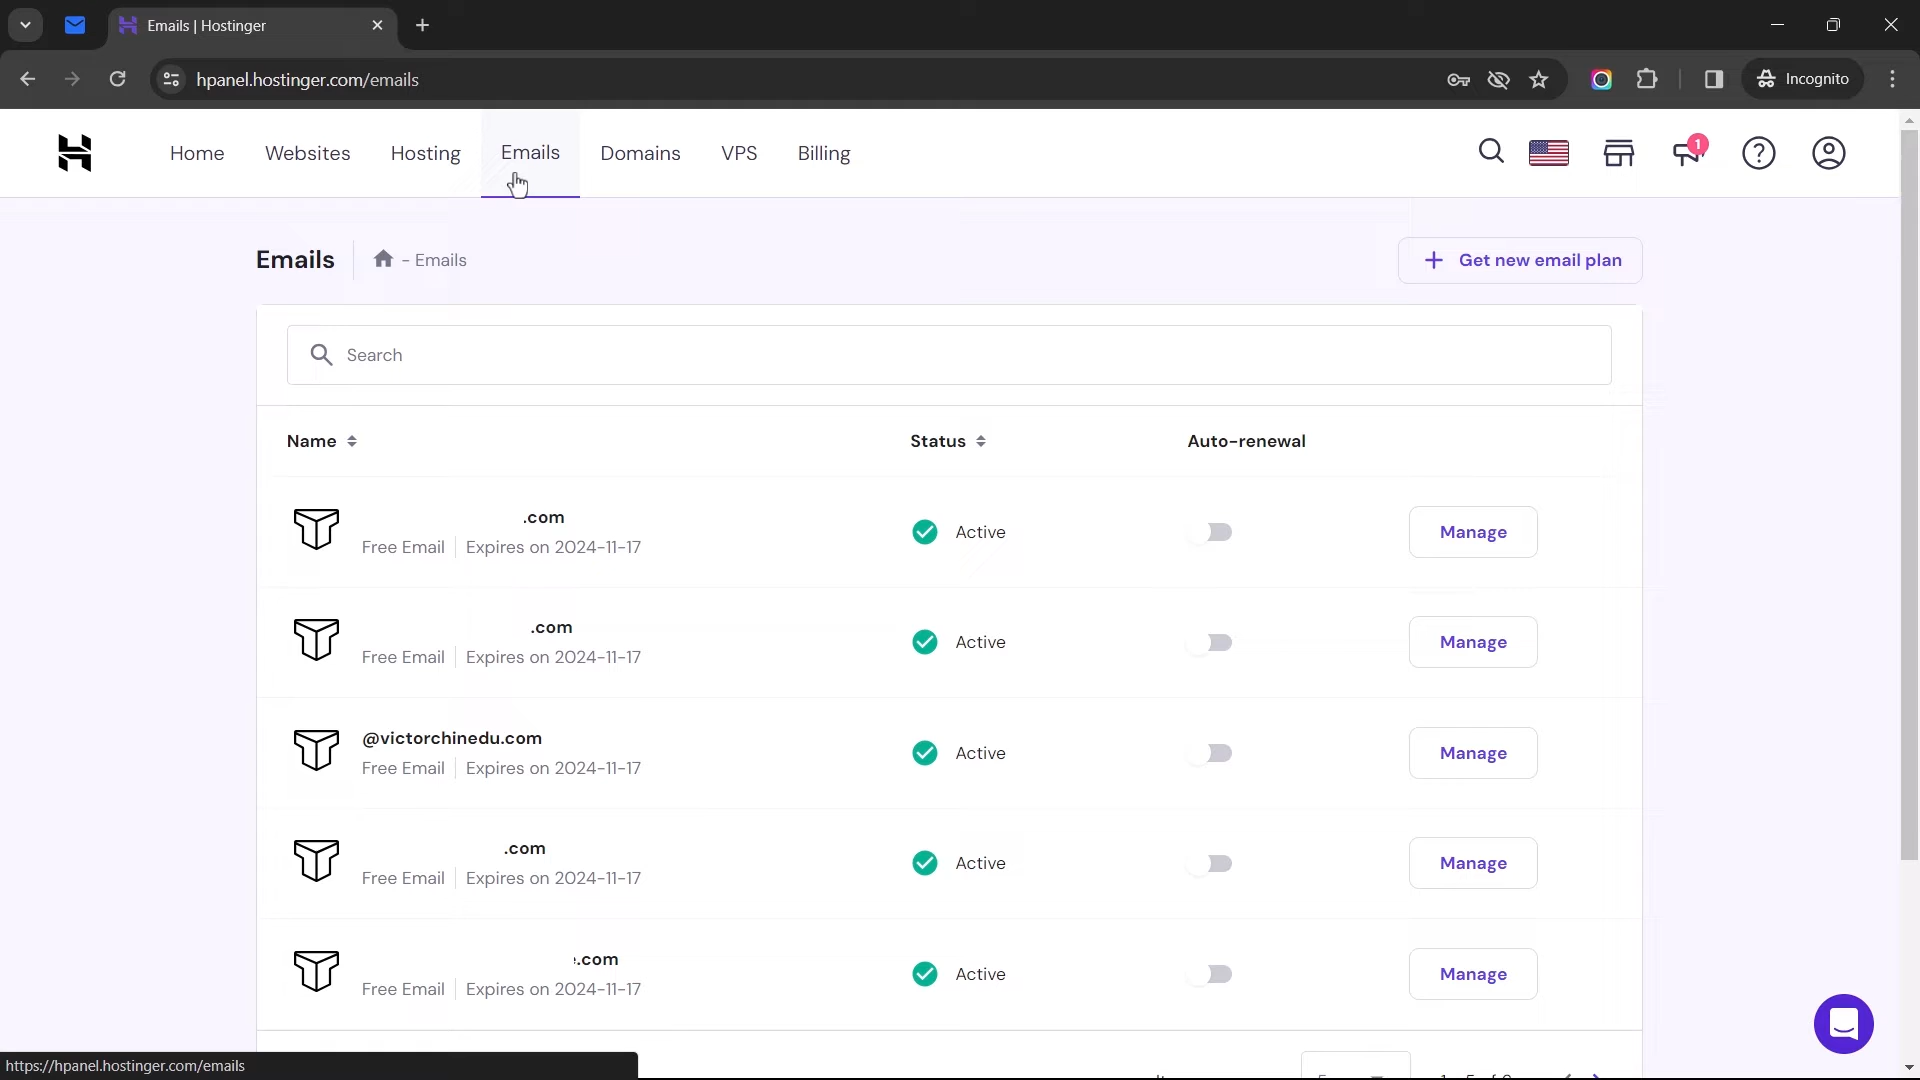 Emails | Hostinger
hpanel.hostinger.com/emails
Incognito
Home Websites Hosting Emails Domains VPS Billing
1
Emails - Emails
Get new email plan
Search
Name Status Auto-renewal
.com
Free Email Expires on 2024-11-17
Active
Manage
.com
Free Email Expires on 2024-11-17
Active
Manage
@victorchinedu.com
Free Email Expires on 2024-11-17
Active
Manage
.com
Free Email Expires on 2024-11-17
Active
Manage
.com
Free Email Expires on 2024-11-17
Active
Manage
https://hpanel.hostinger.com/emails